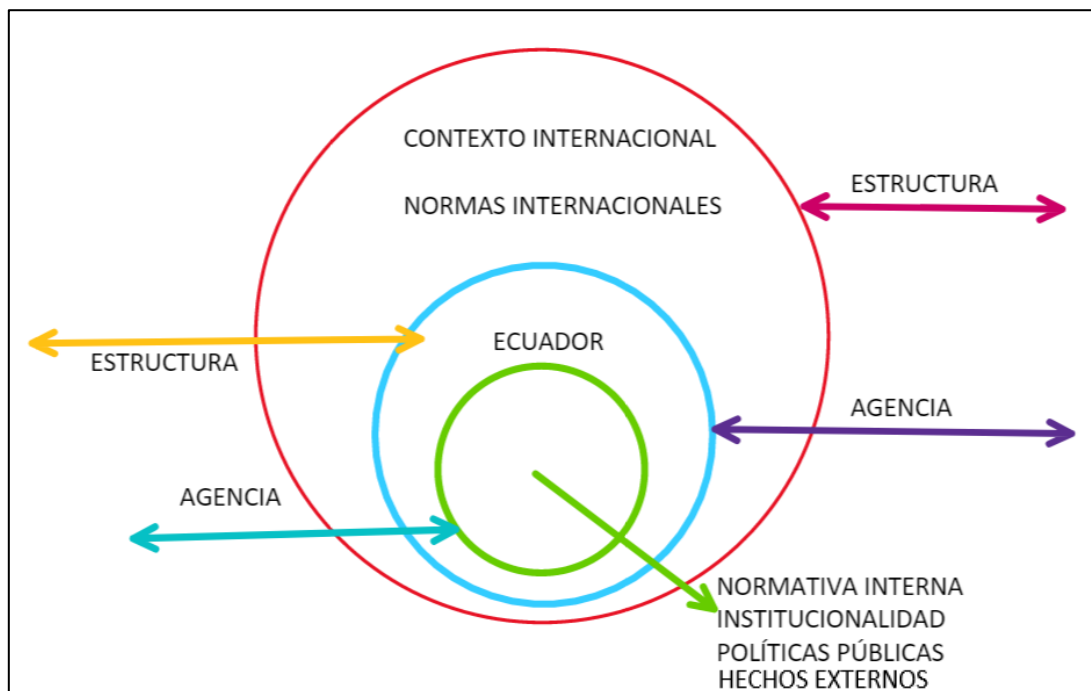 CONTEXTO INTERNACIONAL
ESTRUCTURA
NORMAS INTERNACIONALES
ECUADOR
ESTRUCTURA
AGENCIA
AGENCIA
NORMATIVA INTERNA
INSTITUCIONALIDAD
POLÍTICAS PÚBLICAS
HECHOS EXTERNOS